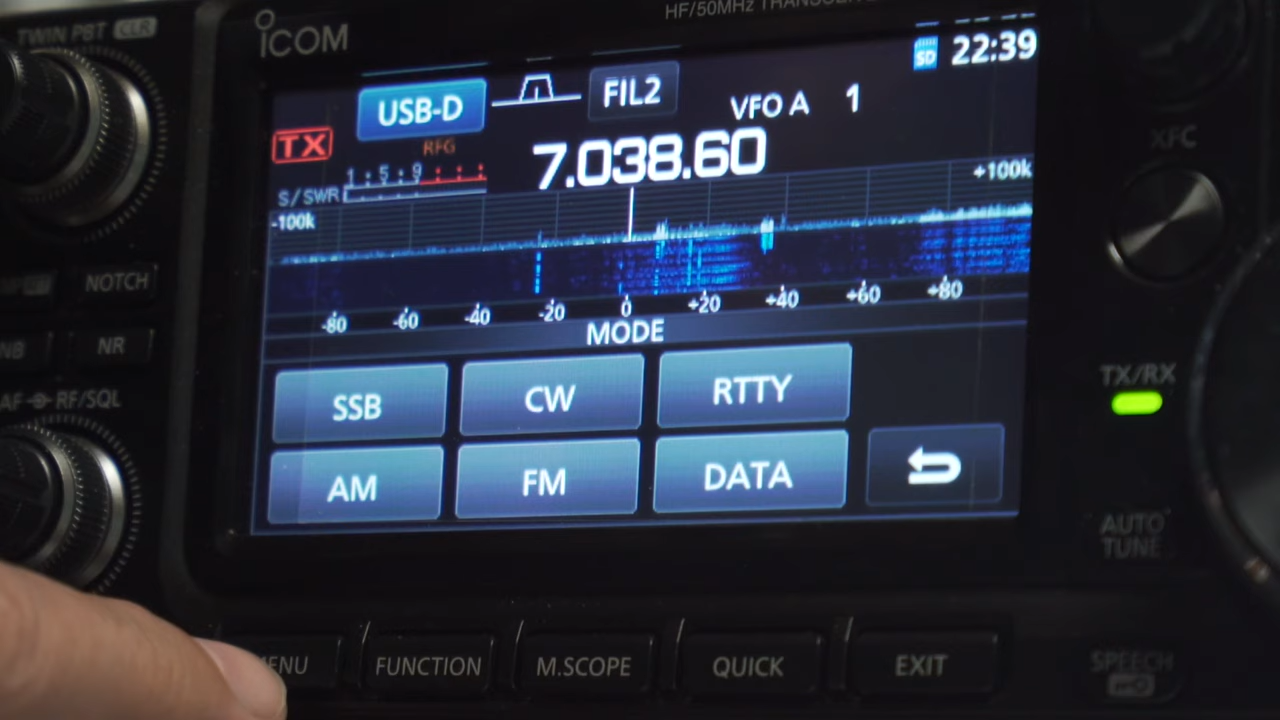 TWIN PBT CLR
ICOM
HF/50MHz
SD 22:39
USB-D FIL2
VFO A 1
TX
RFG
7.038.60
1 5 9
S/SWR
-100k +100k
XFC
NOTCH
NB NR
-80 -60 -40 -20 0 +20 +40 +60 +80
MODE
AF RF/SQL
SSB CW RTTY
TX/RX
AM FM DATA
AUTO
TUNE
FUNCTION M.SCOPE QUICK EXIT
SPEECH